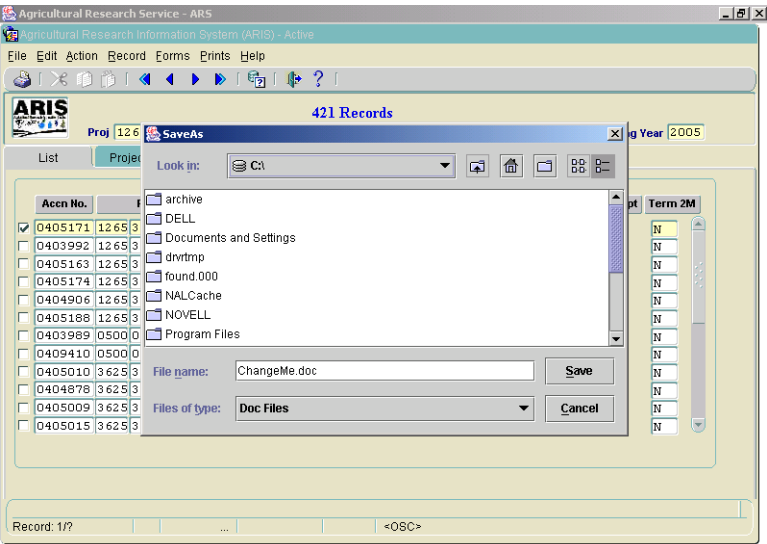 Agricultural Research Service - ARS
Agricultural Research Information System (ARIS) - Active
File Edit Action Record Forms Prints Help
ARIS
421 Records
Proj 126
g Year 2005
SaveAs
List Projec
Look in: C:\
Accn No.
pt Term 2M
archive
DELL
Documents and Settings
drvrtmp
found.000
NALCache
NOVELL
Program Files
0405171 1265 3 N
0403992 1265 3 N
0405163 1265 3 N
0405174 1265 3 N
0404906 1265 3 N
0405188 1265 3 N
0403989 0500 0 N
0409410 0500 0 N
0405010 3625 3 N
0404878 3625 3 N
0405009 3625 3 N
0405015 3625 3 N
File name: ChangeMe.doc Save
Files of type: Doc Files Cancel
Record: 1/? ... <OSC>